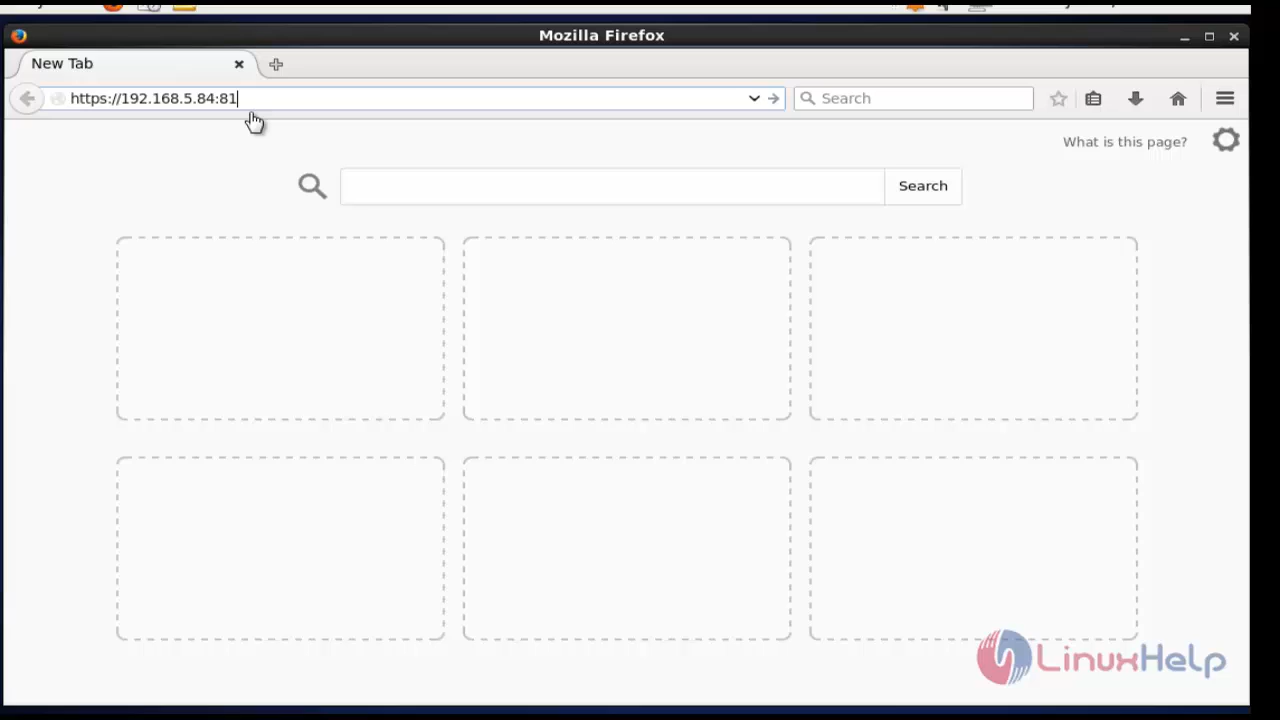 Mozilla Firefox
New Tab
https://192.168.5.84:81
Search
What is this page?
Search
LinuxHelp